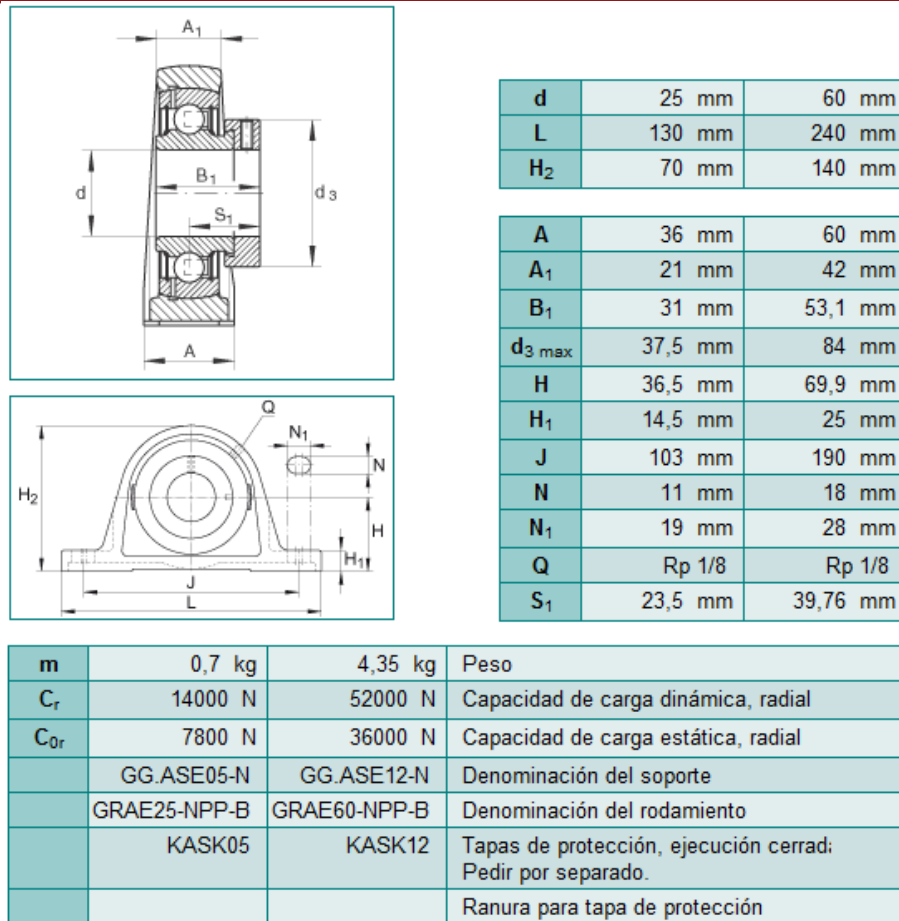 A₁
B₁
d
d ₃
S₁
A
d 25 mm 60 mm
L 130 mm 240 mm
H₂ 70 mm 140 mm
A 36 mm 60 mm
A₁ 21 mm 42 mm
B₁ 31 mm 53,1 mm
d₃ max 37,5 mm 84 mm
H 36,5 mm 69,9 mm
H₁ 14,5 mm 25 mm
J 103 mm 190 mm
N 11 mm 18 mm
N₁ 19 mm 28 mm
Q Rp 1/8 Rp 1/8
S₁ 23,5 mm 39,76 mm
Q
N₁
N
H₂
H
H₁
J
L
m 0,7 kg 4,35 kg Peso
Cᵣ 14000 N 52000 N Capacidad de carga dinámica, radial
C₀ᵣ 7800 N 36000 N Capacidad de carga estática, radial
GG.ASE05-N GG.ASE12-N Denominación del soporte
GRAE25-NPP-B GRAE60-NPP-B Denominación del rodamiento
KASK05 KASK12 Tapas de protección, ejecución
Pedir por separado.
Ranura para tapa de protección